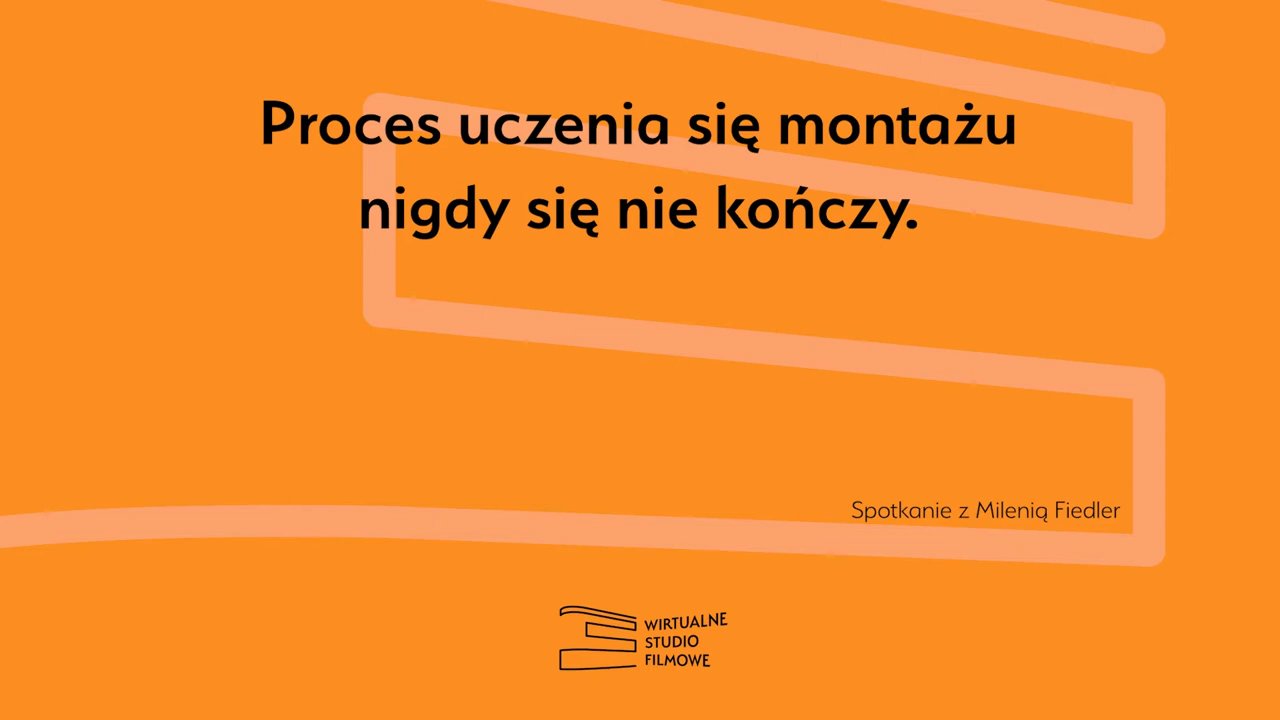 Proces uczenia się montażu
nigdy się nie kończy.
Spotkanie z Milenią Fiedler
WIRTUALNE
STUDIO
FILMOWE